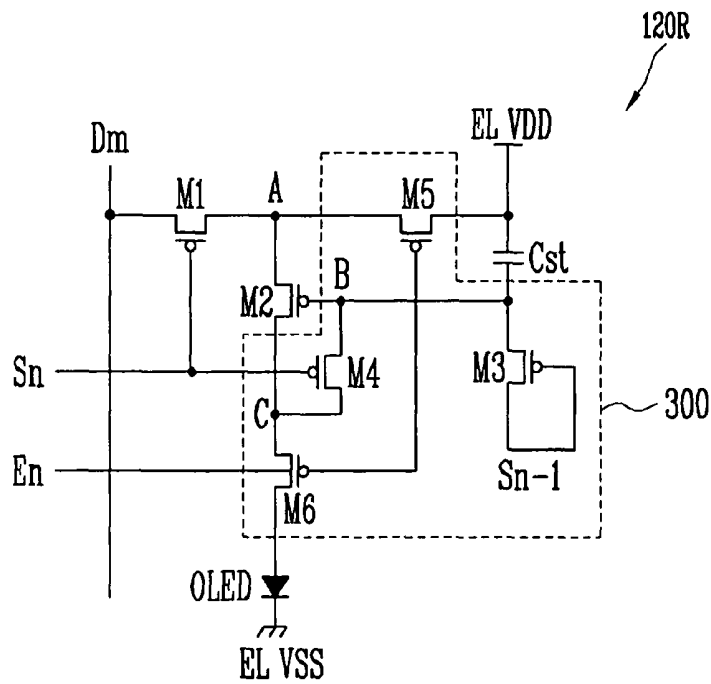 120R
EL VDD
Dm
M1
A
M5
Cst
B
M2
M3
Sn
M4
300
C
Sn-1
En
M6
OLED
EL VSS